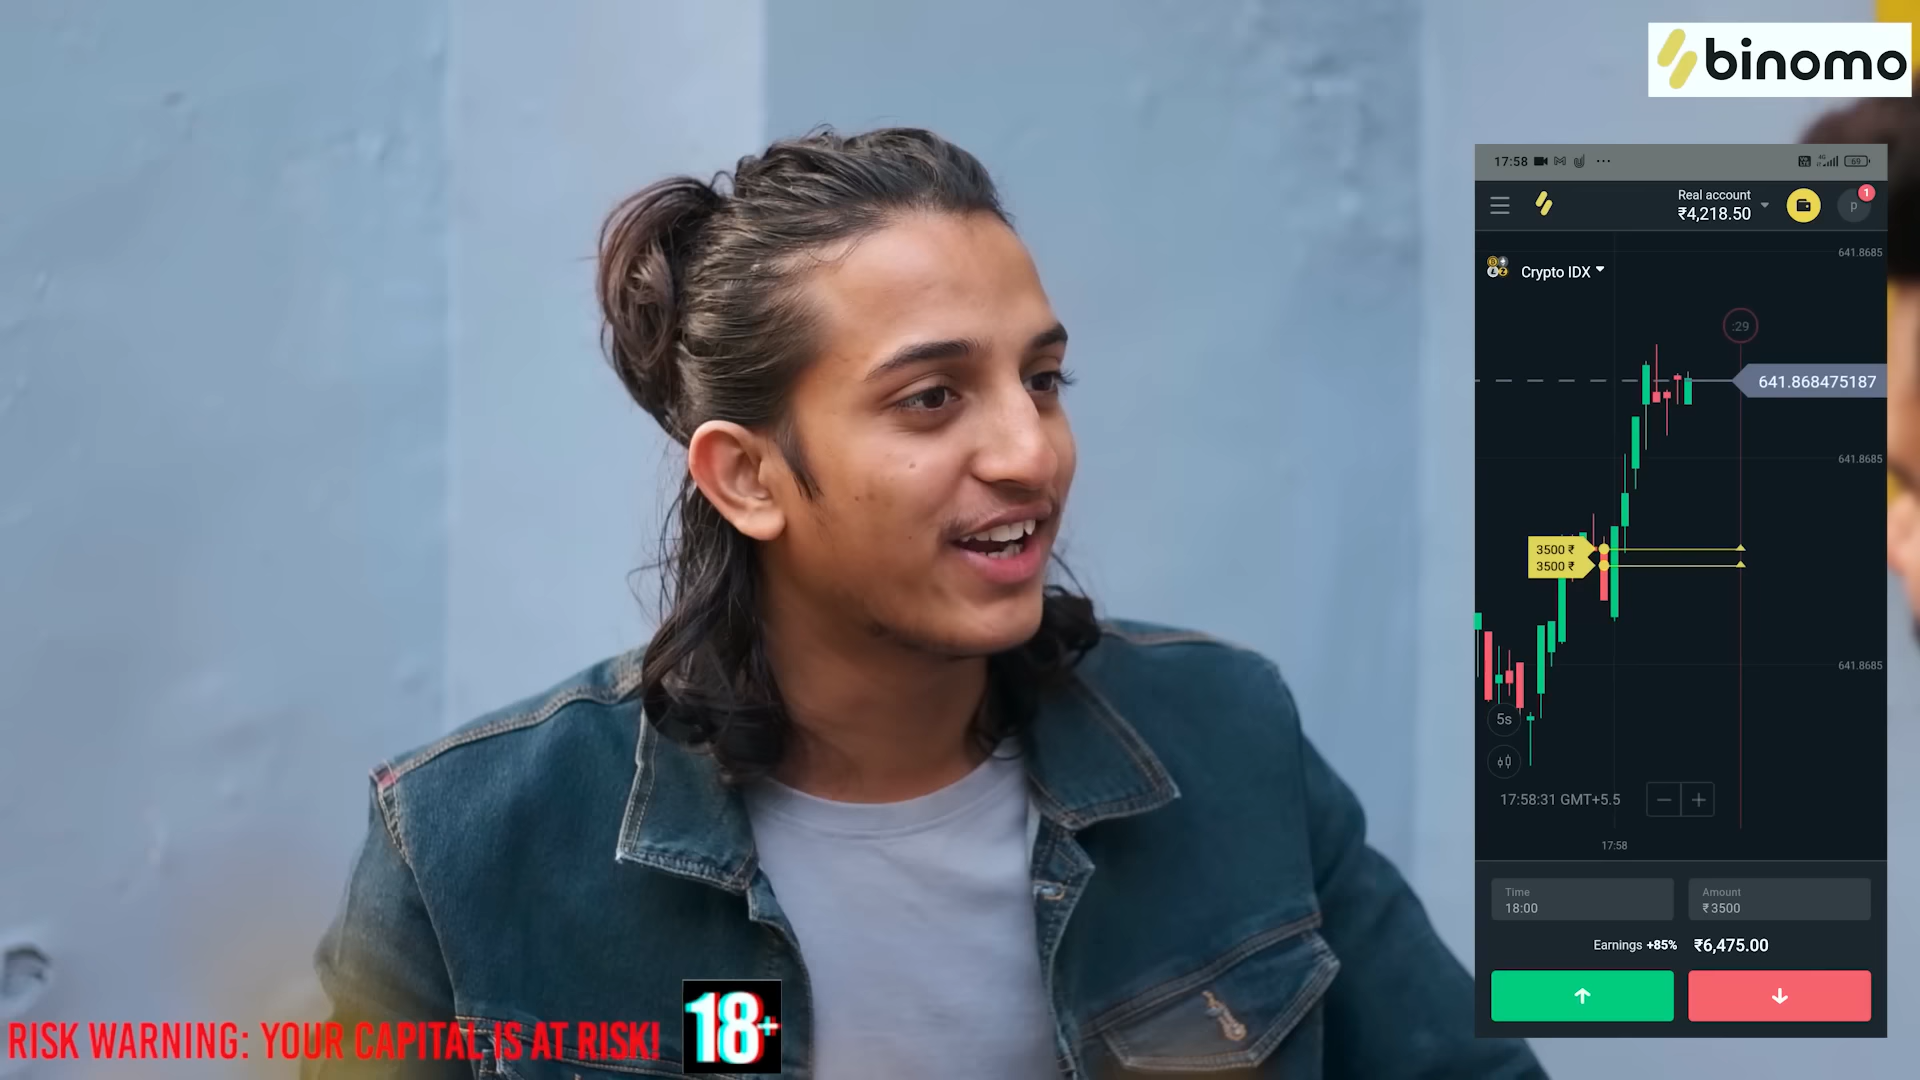 binomo
17:58
69
Real account
₹4,218.50
1
p
641.8685
Crypto IDX
:29
641.868475187
641.8685
3500 ₹
3500 ₹
641.8685
5s
17:58:31 GMT+5.5
17:58
Time
18:00
Amount
₹3500
Earnings +85% ₹6,475.00
RISK WARNING: YOUR CAPITAL IS AT RISK!
18+